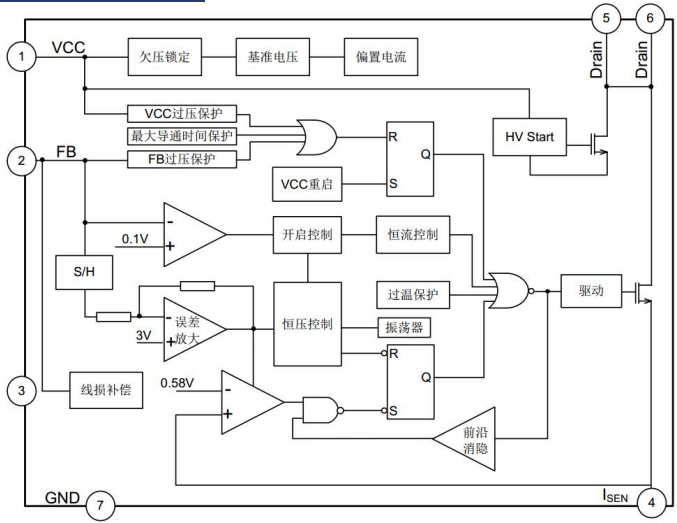 5
6
1
VCC
欠压锁定
基准电压
偏置电流
Drain
Drain
VCC过压保护
最大导通时间保护
FB过压保护
R
Q
S
HV Start
2
FB
VCC重启
-
0.1V
+
开启控制
恒流控制
S/H
过温保护
驱动
-
误差
放大
3V
+
恒压控制
振荡器
R
Q
S
3
线损补偿
0.58V
-
+
前沿
消隐
GND
7
ISEN
4